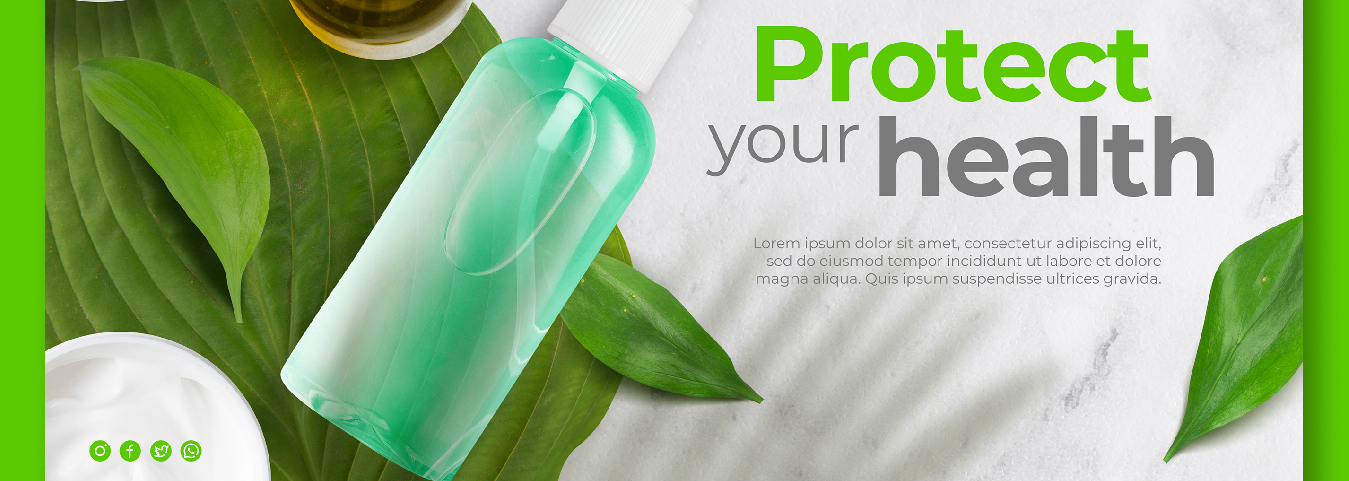 Protect
your health
Lorem ipsum dolor sit amet, consectetur adipiscing elit,
sed do eiusmod tempor incididunt ut labore et dolore
magna aliqua. Quis ipsum suspendisse ultrices gravida.